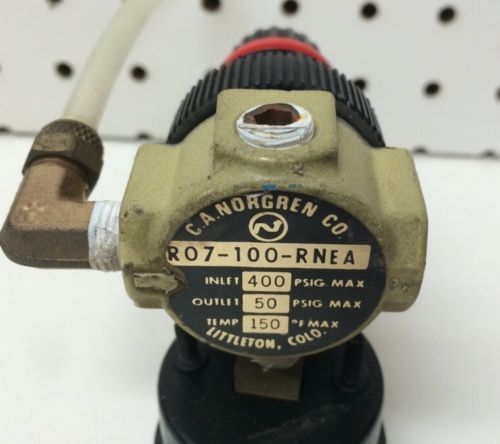 C.A. NORGREN CO.
R07-100-RNEA
INLET 400 PSIG. MAX
OUTLET 50 PSIG MAX
TEMP 150 °F MAX
LITTLETON, COLO.